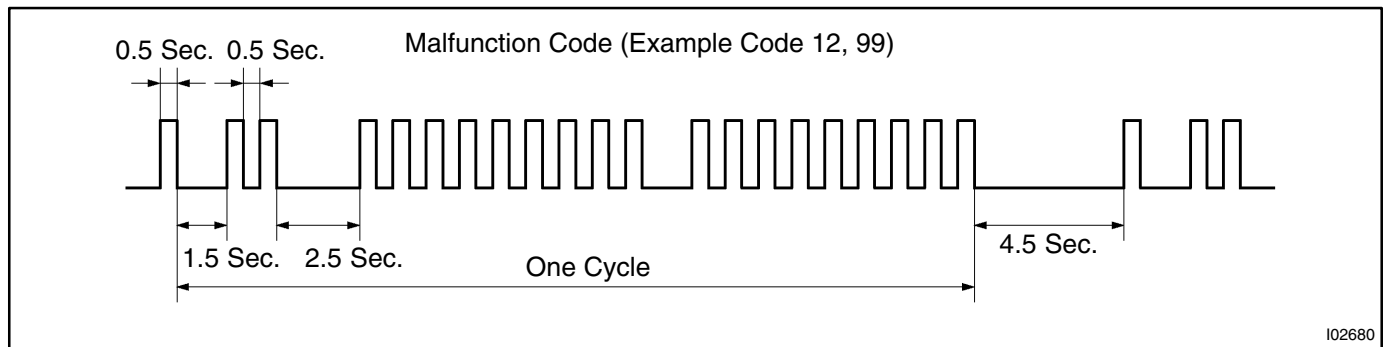 Malfunction Code (Example Code 12, 99)
0.5 Sec. 0.5 Sec.
1.5 Sec. 2.5 Sec.
4.5 Sec.
One Cycle
I02680